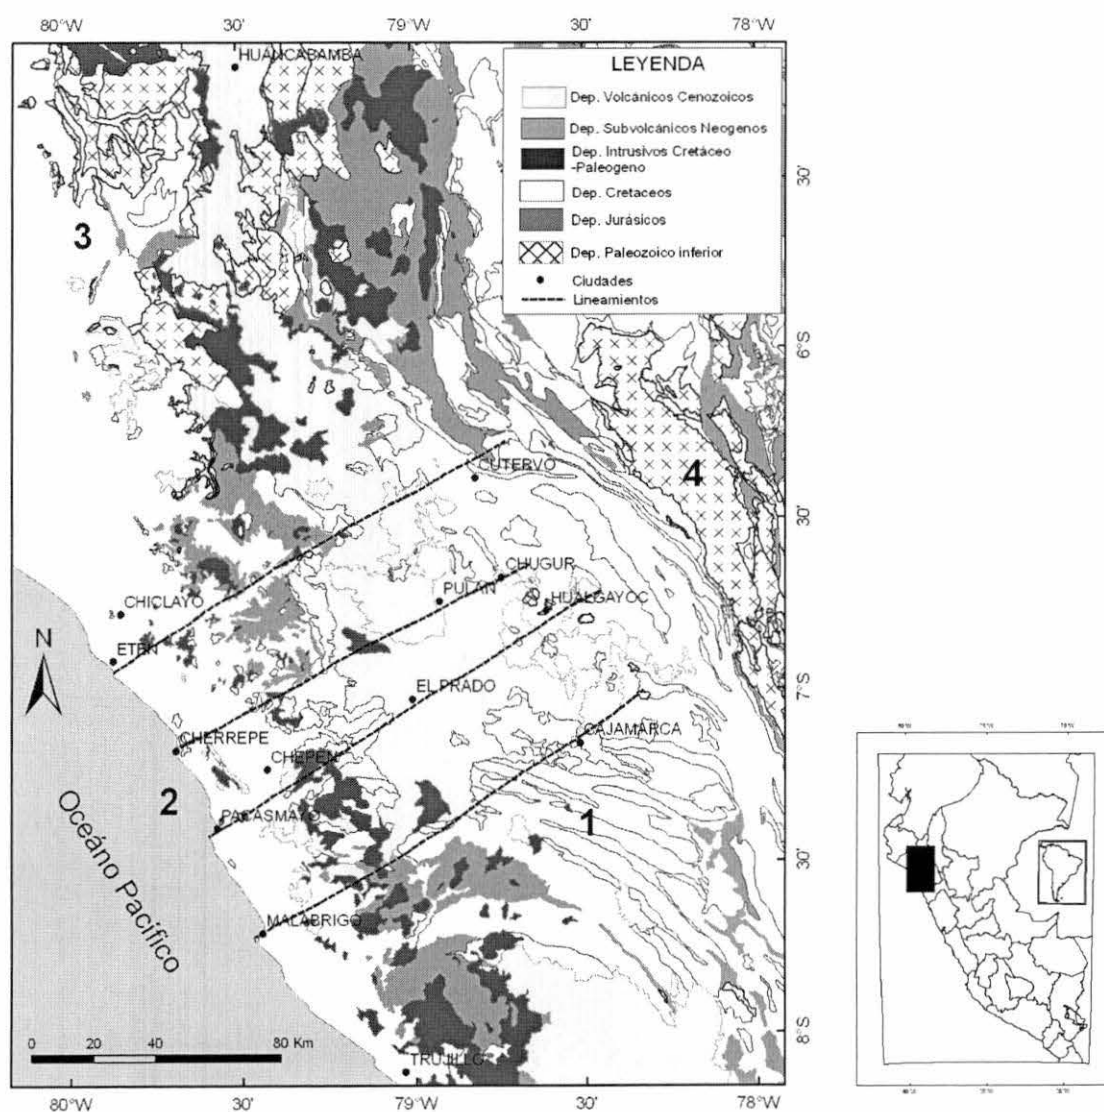 80°W 30' 79°W 30' 78°W
HUANCABAMBA
LEYENDA
Dep. Volcánicos Cenozoicos
Dep. Subvolcánicos Neogenos
Dep. Intrusivos Cretáceo
-Paleogeno
Dep. Cretaceos
Dep. Jurásicos
Dep. Paleozoico inferior
Ciudades
Lineamientos
30'
3
6°S
CUTERVO
4
30'
CHUGUR
PULAN
HUALGAYOC
CHICLAYO
N
ETEN
7°S
EL PRADO
CAJAMARCA
CHERREPE
CHEPEN
2
PACASMAYO
1
30'
Oceáno Pacífico
MALABRIGO
8°S
0 20 40 80 Km
TRUJILLO
80°W 30' 79°W 30' 78°W